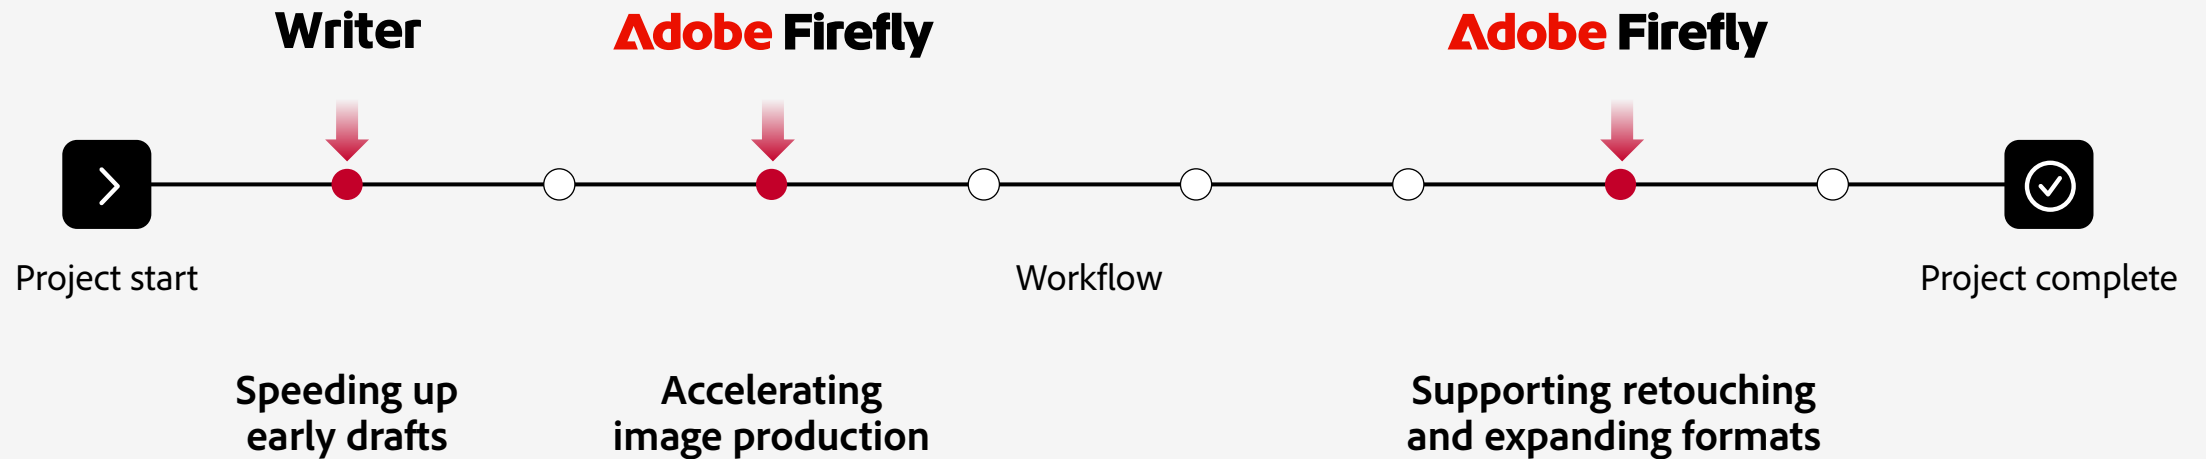 Writer
Adobe Firefly
Adobe Firefly
Project start
Workflow
Project complete
Speeding up
early drafts
Accelerating
image production
Supporting retouching
and expanding formats